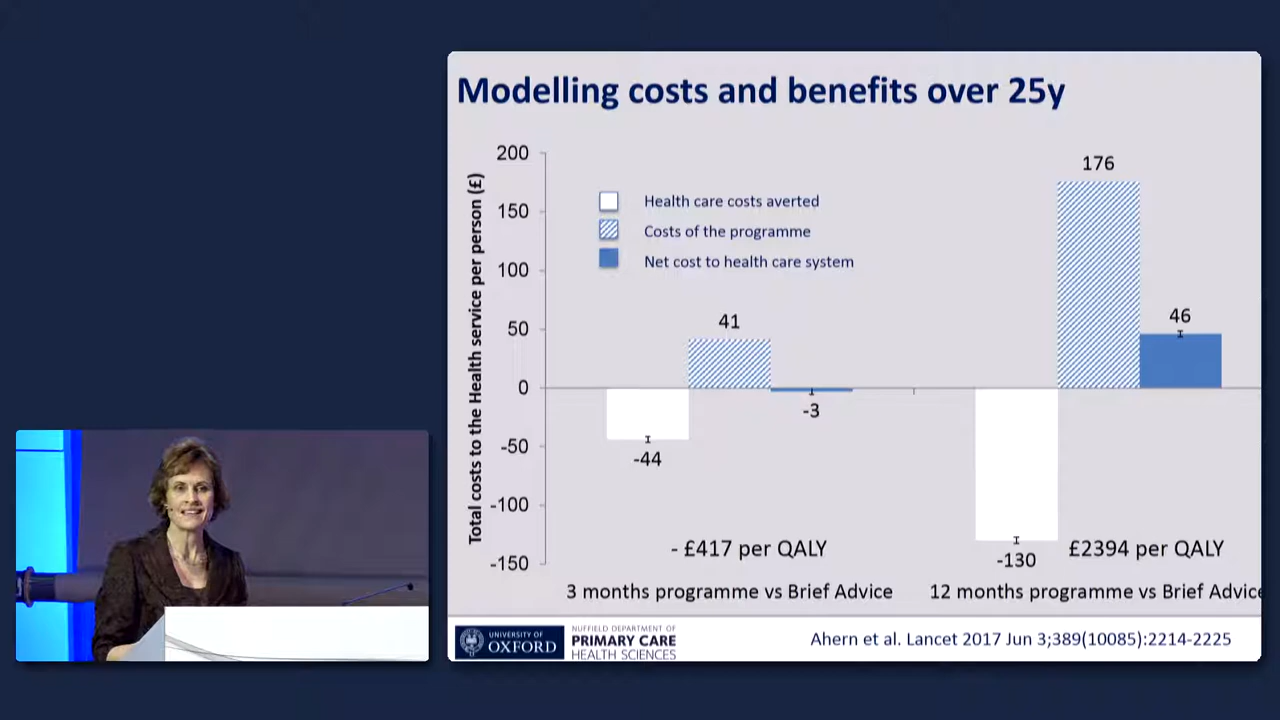 Modelling costs and benefits over 25y
Total costs to the Health service per person (£)
200
150
100
50
0
-50
-100
-150
Health care costs averted
Costs of the programme
Net cost to health care system
-44
41
-3
-130
176
46
- £417 per QALY
£2394 per QALY
3 months programme vs Brief Advice
12 months programme vs Brief Advice
UNIVERSITY OF
OXFORD
NUFFIELD DEPARTMENT OF
PRIMARY CARE
HEALTH SCIENCES
Ahern et al. Lancet 2017 Jun 3;389(10085):2214-2225